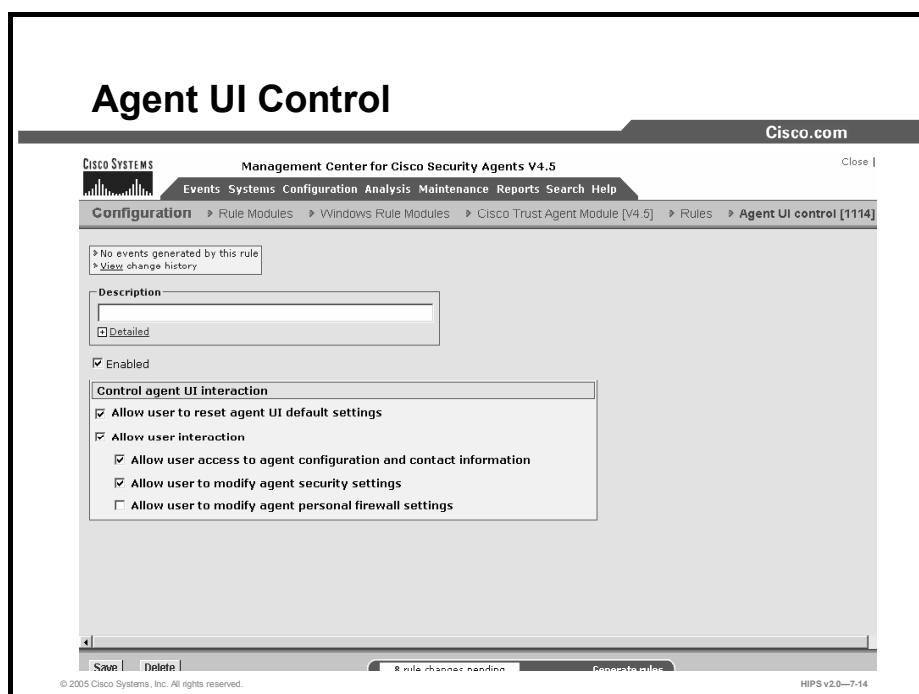 Agent UI Control
Cisco.com
CISCO SYSTEMS
Management Center for Cisco Security Agents V4.5
Close
Events Systems Configuration Analysis Maintenance Reports Search Help
Configuration Rule Modules Windows Rule Modules Cisco Trust Agent Module [V4.5] Rules Agent UI control [1114]
No events generated by this rule
View change history
Description
Detailed
Enabled
Control agent UI interaction
Allow user to reset agent UI default settings
Allow user interaction
Allow user access to agent configuration and contact information
Allow user to modify agent security settings
Allow user to modify agent personal firewall settings
Save Delete 8 rule changes pending Generate rules
© 2005 Cisco Systems, Inc. All rights reserved. HIPS v2.0—7-14